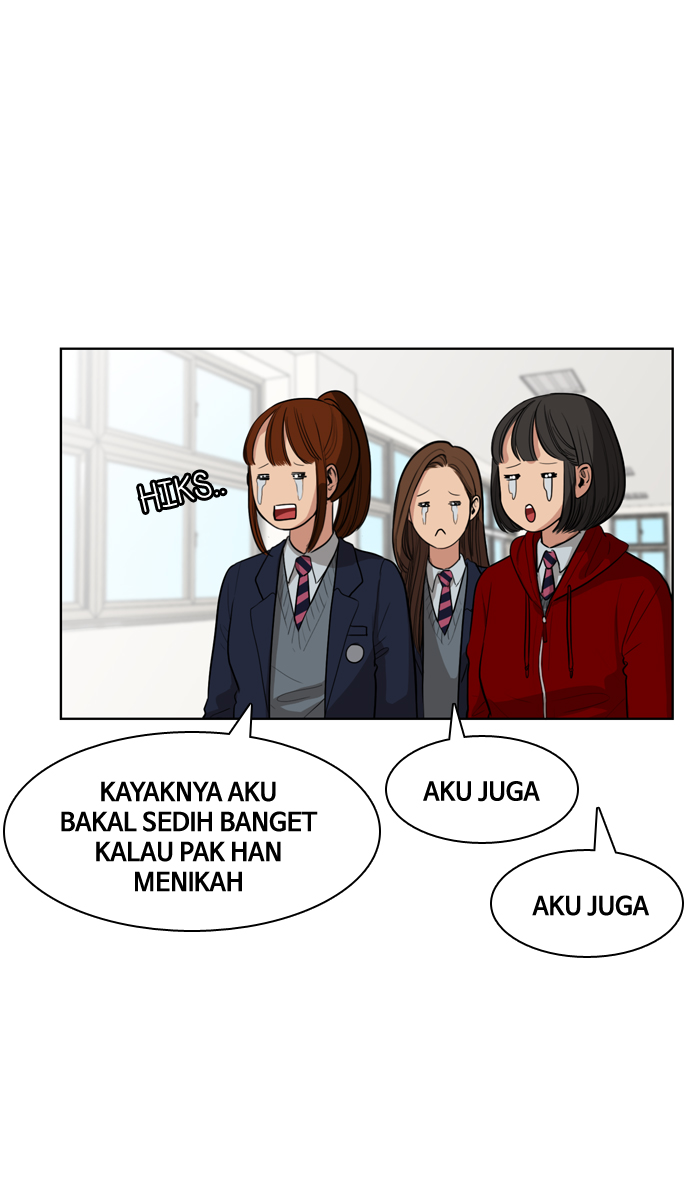 HIKS..
KAYAKNYA AKU
BAKAL SEDIH BANGET
KALAU PAK HAN
MENIKAH
AKU JUGA
AKU JUGA